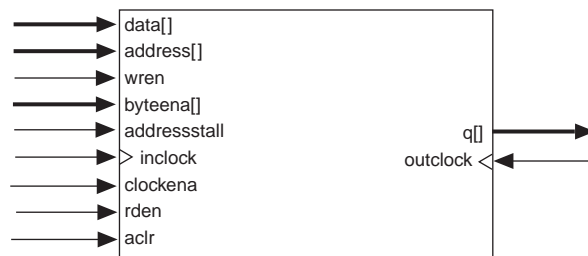 data[]
address[]
wren
byteena[]
addressstall
inclock
clockena
rden
aclr
q[]
outclock